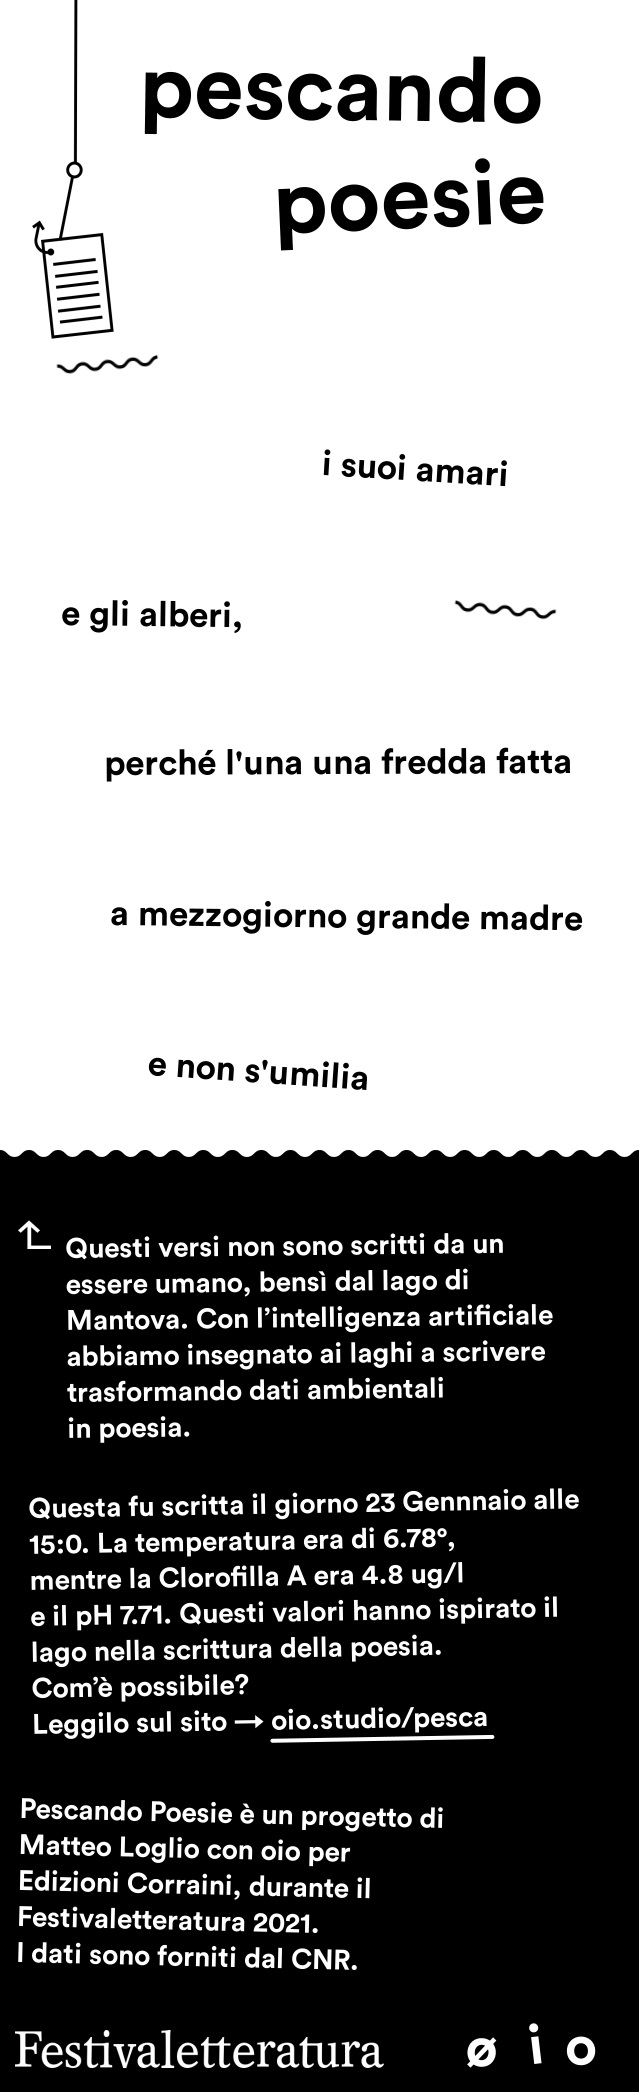 pescando
poesie
i suoi amari
e gli alberi,
perché l'una una fredda fatta
a mezzogiorno grande madre
e non s'umilia
Questi versi non sono scritti da un
essere umano, bensì dal lago di
Mantova. Con l’intelligenza artificiale
abbiamo insegnato ai laghi a scrivere
trasformando dati ambientali
in poesia.
Questa fu scritta il giorno 23 Gennnaio alle
15:0. La temperatura era di 6.78°,
mentre la Clorofilla A era 4.8 ug/l
e il pH 7.71. Questi valori hanno ispirato il
lago nella scrittura della poesia.
Com’è possibile?
Leggilo sul sito → oio.studio/pesca
Pescando Poesie è un progetto di
Matteo Loglio con oio per
Edizioni Corraini, durante il
Festivaletteratura 2021.
I dati sono forniti dal CNR.
Festivaletteratura øio